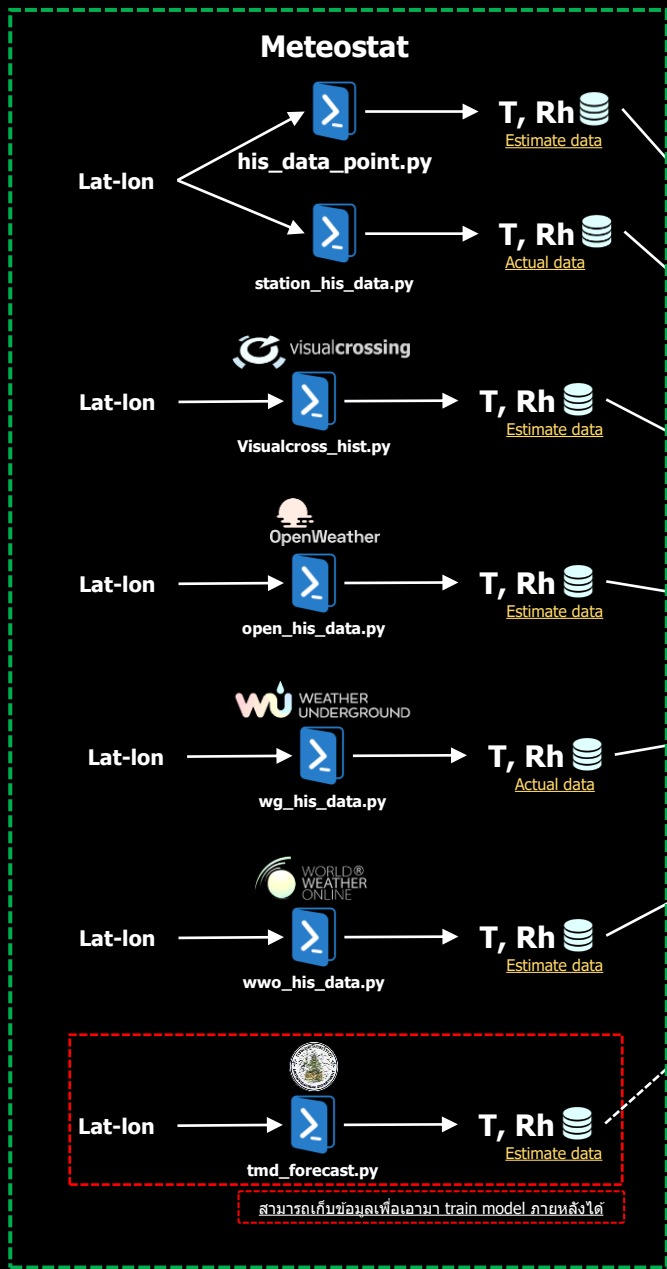 Meteostat
Lat-lon
his_data_point.py
T, Rh
Estimate data
station_his_data.py
T, Rh
Actual data
visualcrossing
Lat-lon
Visualcross_hist.py
T, Rh
Estimate data
OpenWeather
Lat-lon
open_his_data.py
T, Rh
Estimate data
WU WEATHER
UNDERGROUND
Lat-lon
wg_his_data.py
T, Rh
Actual data
WORLD®
WEATHER
ONLINE
Lat-lon
wwo_his_data.py
T, Rh
Estimate data
Lat-lon
tmd_forecast.py
T, Rh
Estimate data
สามารถเก็บข้อมูลเพื่อเอามา train model ภายหลังได้